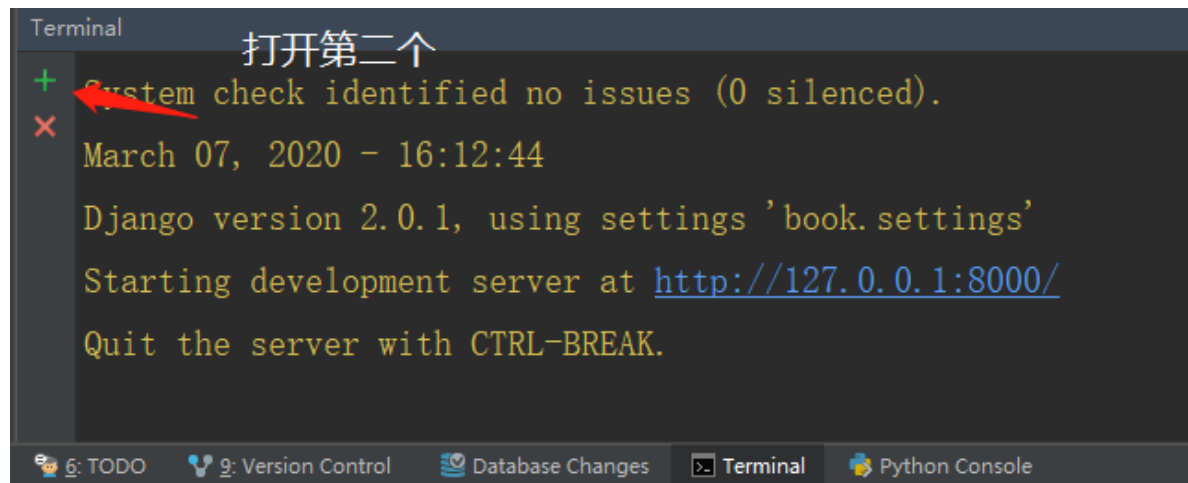 Terminal
打开第二个
System check identified no issues (0 silenced).
March 07, 2020 - 16:12:44
Django version 2.0.1, using settings 'book.settings'
Starting development server at http://127.0.0.1:8000/
Quit the server with CTRL-BREAK.
6: TODO 9: Version Control Database Changes Terminal Python Console